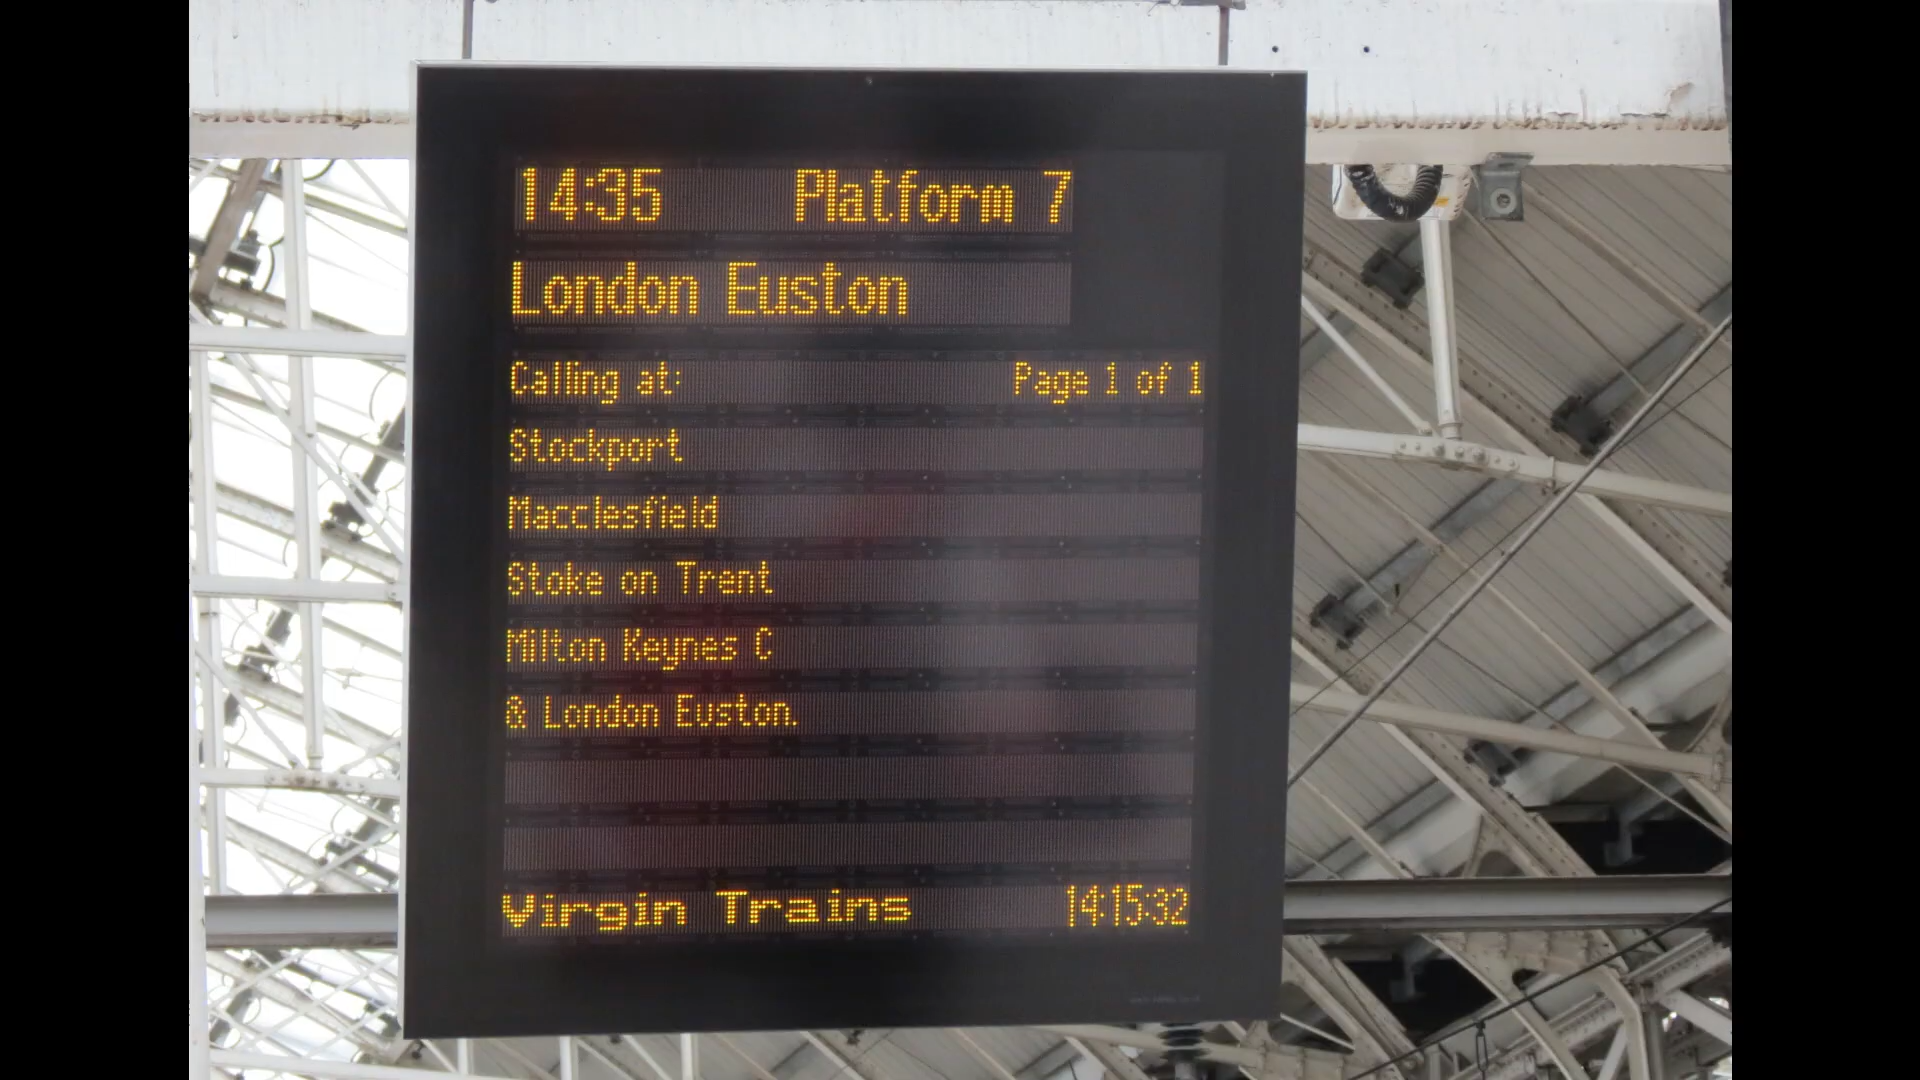 14:35 Platform 7
London Euston
Calling at: Page 1 of 1
Stockport
Macclesfield
Stoke on Trent
Milton Keynes C
& London Euston.
Virgin Trains 14:15:32